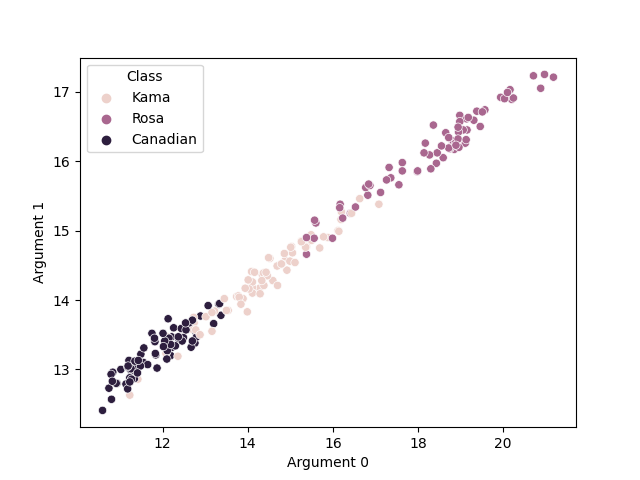 Class
Kama
Rosa
Canadian
17
16
15
14
13
Argument 1
12
14
16
18
20
Argument 0